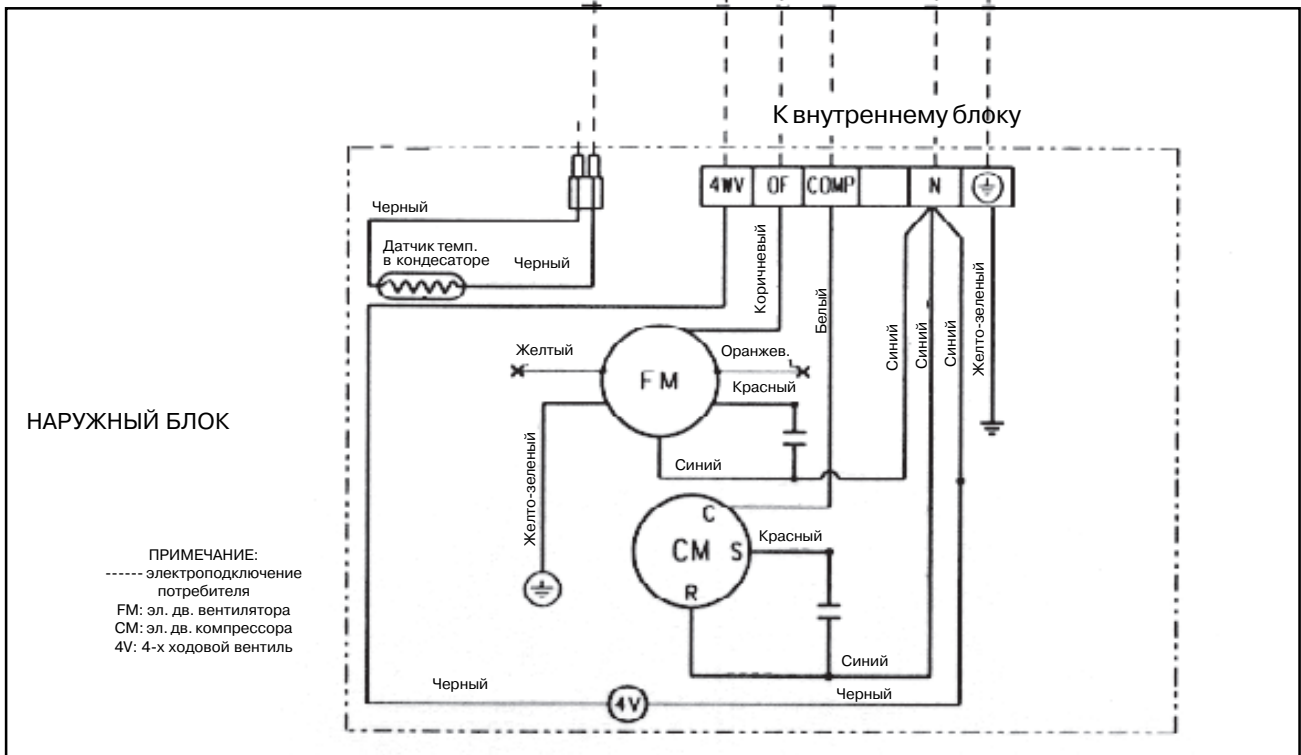 К внутреннему блоку
4WV OF COMP N
Черный
Датчик темп.
в кондесаторе
Черный
Коричневый
Белый
Синий
Синий
Синий
Желто-зеленый
Желтый
Оранжев.
FM
Красный
НАРУЖНЫЙ БЛОК
Желто-зеленый
Синий
C
Красный
CM S
R
ПРИМЕЧАНИЕ:
------ электроподключение
потребителя
FM: эл. дв. вентилятора
CM: эл. дв. компрессора
4V: 4-х ходовой вентиль
Синий
Черный
Черный
4V